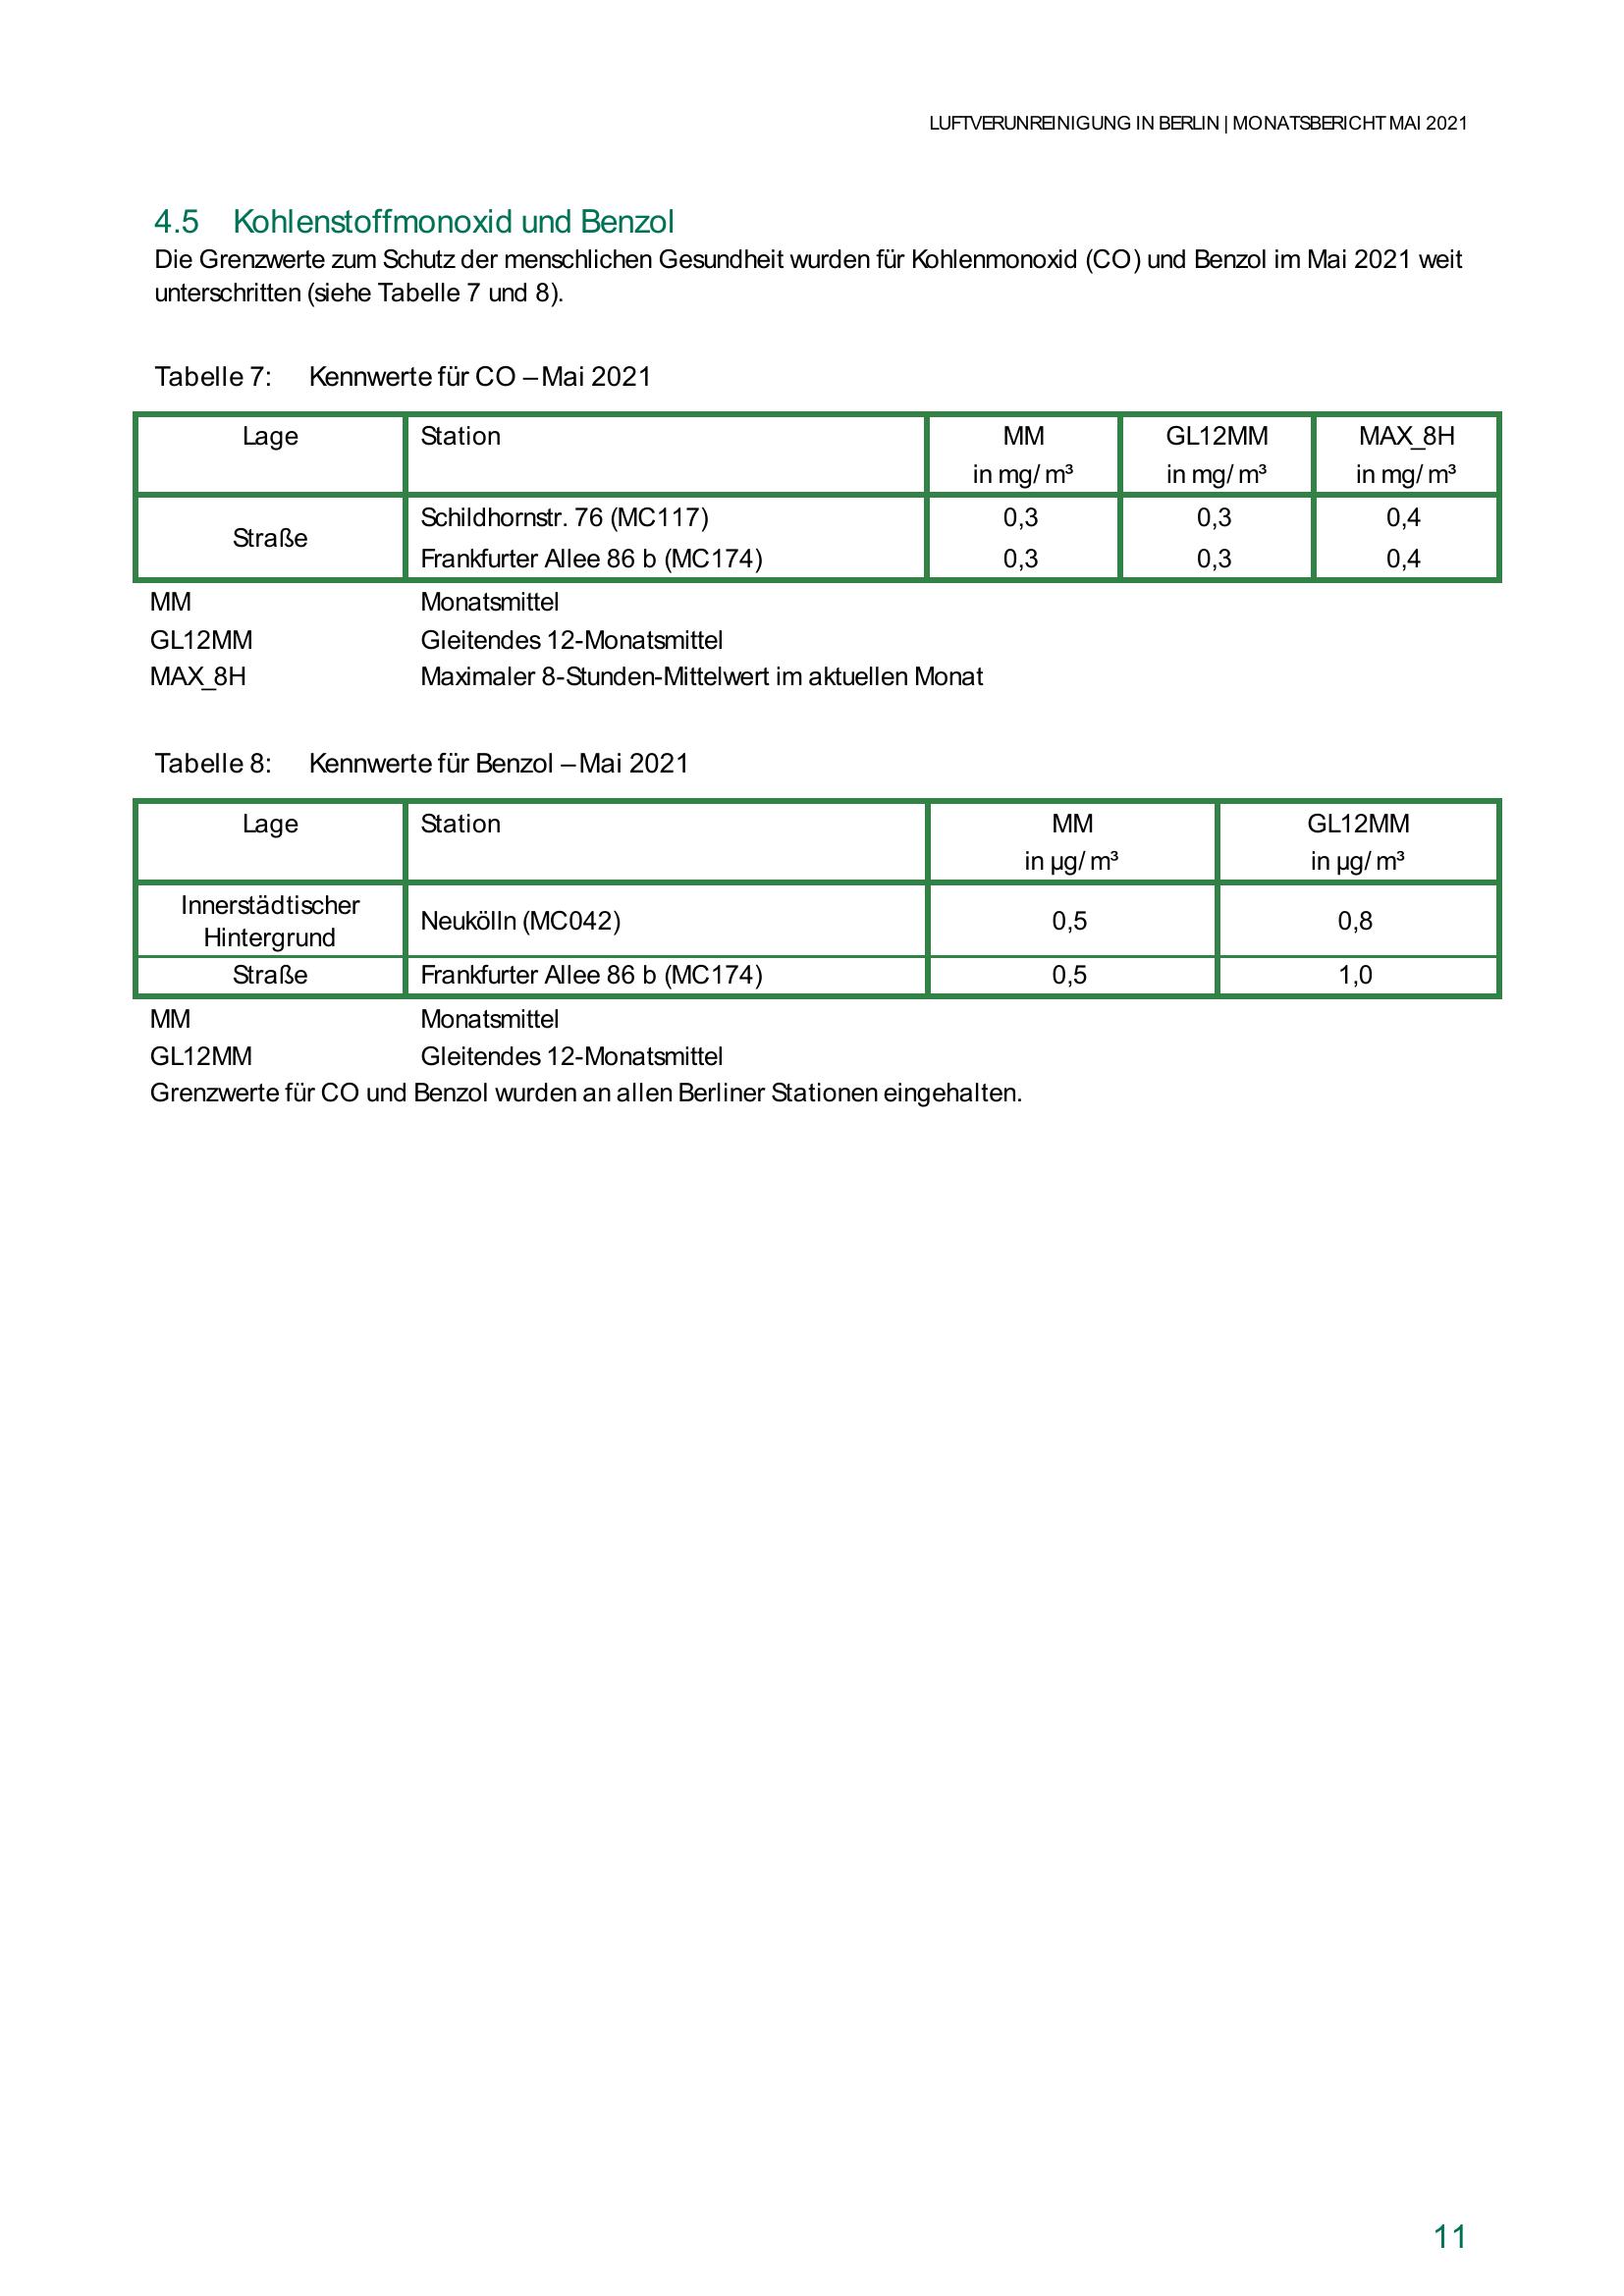 LUFTVERUNREINIGUNG IN BERLIN | MONATSBERICHT MAI 2021
4.5 Kohlenstoffmonoxid und Benzol
Die Grenzwerte zum Schutz der menschlichen Gesundheit wurden für Kohlenmonoxid (CO) und Benzol im Mai 2021 weit
unterschritten (siehe Tabelle 7 und 8).
Tabelle 7: Kennwerte für CO – Mai 2021
Lage Station MM GL12MM MAX_8H
in mg/m³ in mg/m³ in mg/m³
Straße
Schildhornstr. 76 (MC117) 0,3 0,3 0,4
Frankfurter Allee 86 b (MC174) 0,3 0,3 0,4
MM Monatsmittel
GL12MM Gleitendes 12-Monatsmittel
MAX_8H Maximaler 8-Stunden-Mittelwert im aktuellen Monat
Tabelle 8: Kennwerte für Benzol – Mai 2021
Lage Station MM GL12MM
in µg/m³ in µg/m³
Innerstädtischer
Hintergrund
Neukölln (MC042) 0,5 0,8
Straße Frankfurter Allee 86 b (MC174) 0,5 1,0
MM Monatsmittel
GL12MM Gleitendes 12-Monatsmittel
Grenzwerte für CO und Benzol wurden an allen Berliner Stationen eingehalten.
11